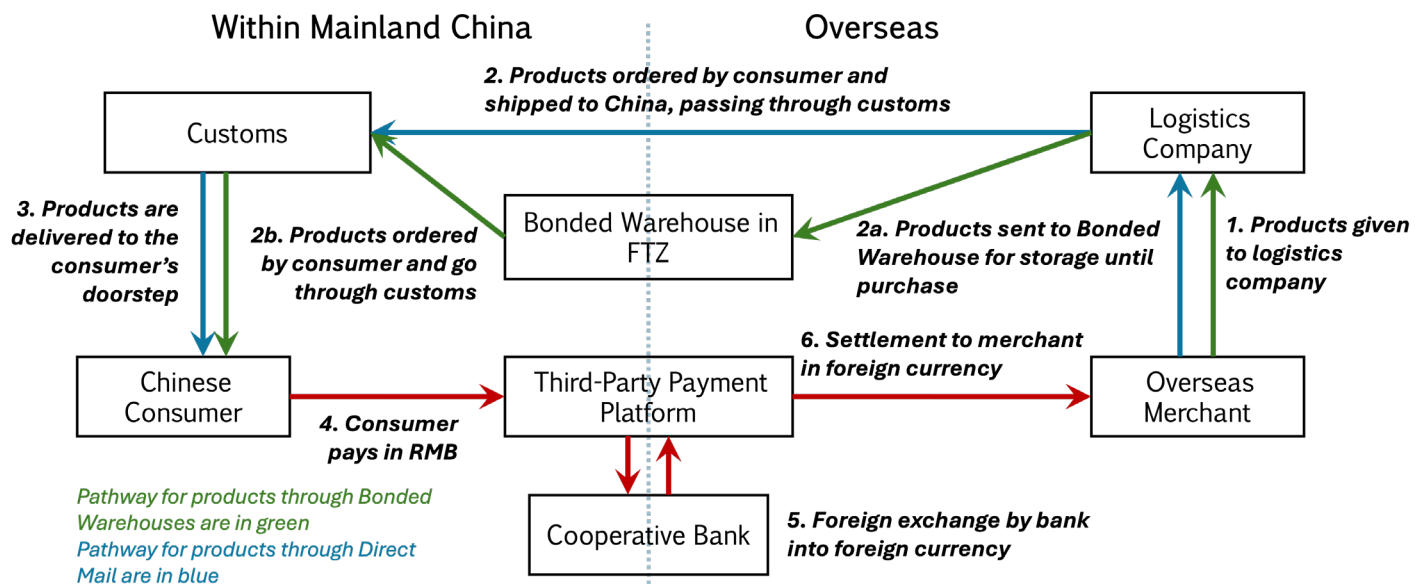 Within Mainland China
Overseas
2. Products ordered by consumer and
shipped to China, passing through customs
Customs
Logistics
Company
3. Products are
delivered to the
consumer’s
doorstep
2b. Products ordered
by consumer and go
through customs
Bonded Warehouse in
FTZ
2a. Products sent to Bonded
Warehouse for storage until
purchase
1. Products given
to logistics
company
Chinese
Consumer
4. Consumer
pays in RMB
Third-Party Payment
Platform
6. Settlement to merchant
in foreign currency
Overseas
Merchant
Cooperative Bank
5. Foreign exchange by bank
into foreign currency
Pathway for products through Bonded
Warehouses are in green
Pathway for products through Direct
Mail are in blue